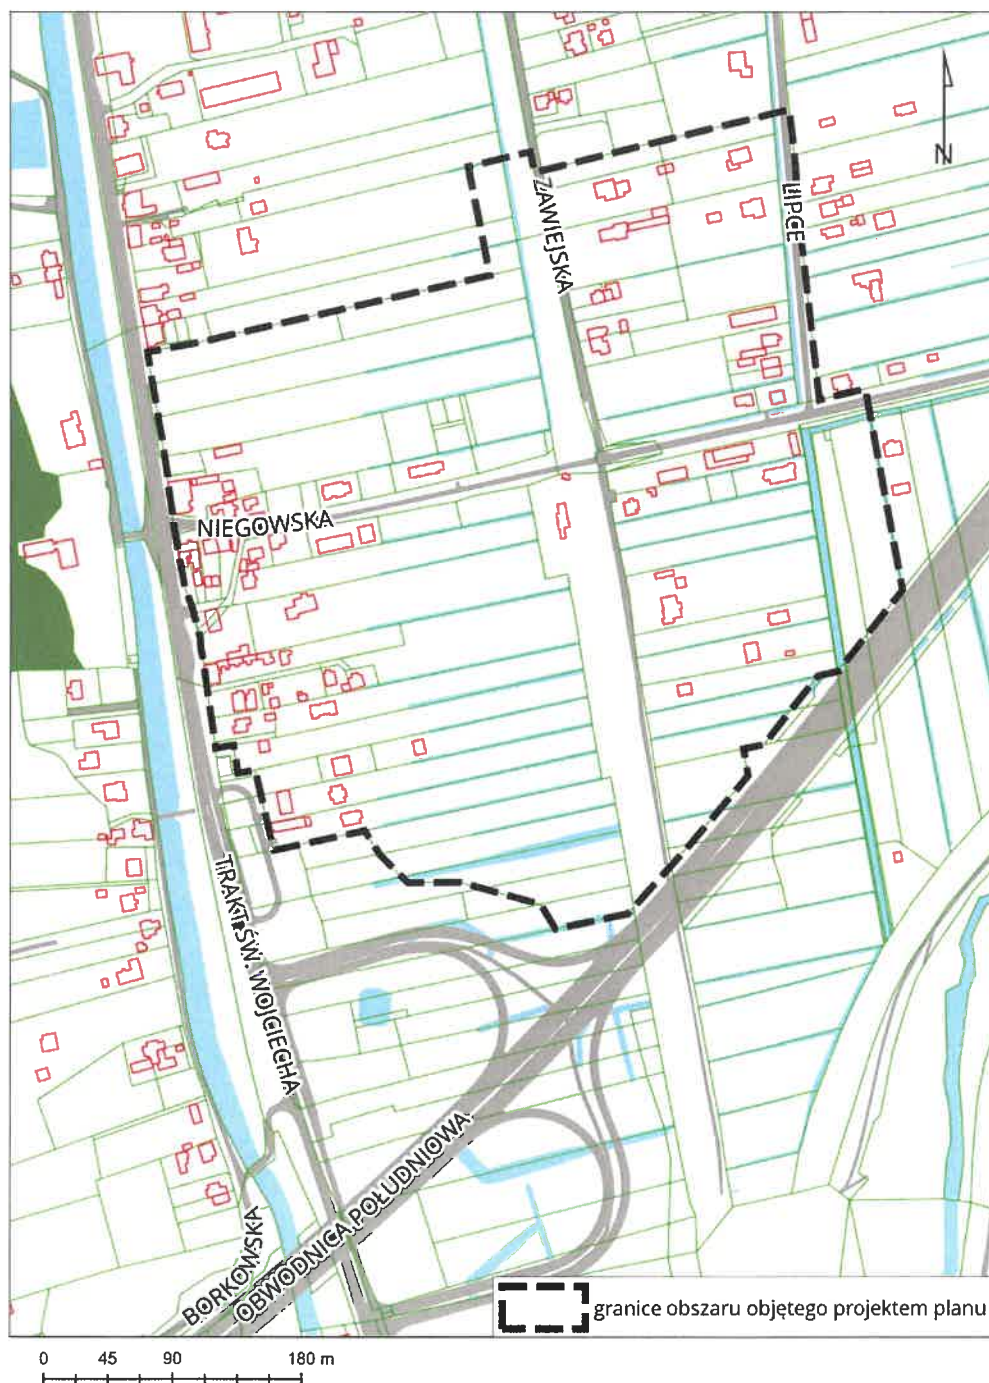 N
ZAWIEJSKA
LIPCE
NIEGOWSKA
TRAKT ŚW. WOJCIECHA
BORKOWSKA
OBWODNICA POŁUDNIOWA
granice obszaru objętego projektem planu
0 45 90 180 m